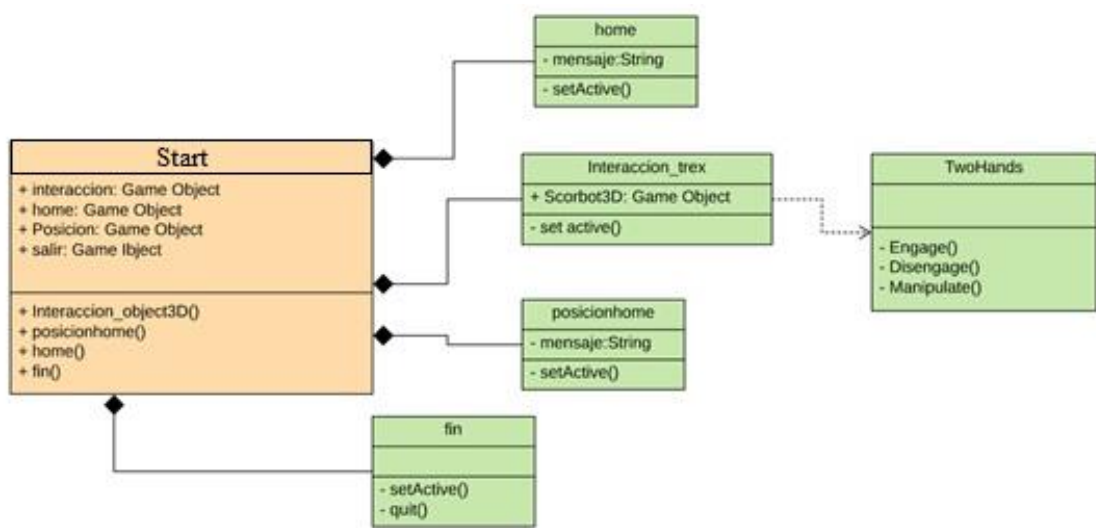 home
- mensaje:String
- setActive()
Start
+ interaccion: Game Object
+ home: Game Object
+ Posicion: Game Object
+ salir: Game Ibject
+ Interaccion_object3D()
+ posicionhome()
+ home()
+ fin()
Interaccion_trex
+ Scorbot3D: Game Object
- set active()
TwoHands
- Engage()
- Disengage()
- Manipulate()
posicionhome
- mensaje:String
- setActive()
fin
- setActive()
- quit()